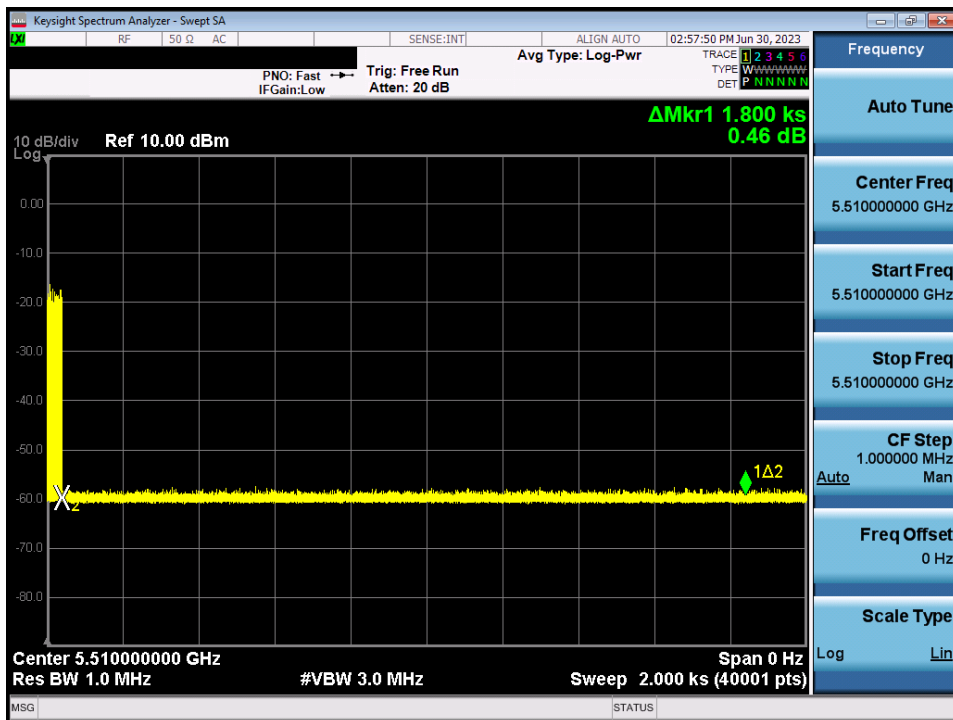 Keysight Spectrum Analyzer - Swept SA
LXI RF 50 Ω AC SENSE:INT ALIGN AUTO 02:57:50 PM Jun 30, 2023
PNO: Fast
IFGain:Low
Trig: Free Run
Atten: 20 dB
Avg Type: Log-Pwr
TRACE 1 2 3 4 5 6
TYPE WWWWWW
DET P N N N N N
ΔMkr1 1.800 ks
0.46 dB
10 dB/div Ref 10.00 dBm
Log
0.00
-10.0
-20.0
-30.0
-40.0
-50.0
-60.0
-70.0
-80.0
X2
1Δ2
Center 5.510000000 GHz Span 0 Hz
Res BW 1.0 MHz #VBW 3.0 MHz Sweep 2.000 ks (40001 pts)
MSG STATUS
Frequency
Auto Tune
Center Freq
5.510000000 GHz
Start Freq
5.510000000 GHz
Stop Freq
5.510000000 GHz
CF Step
1.000000 MHz
Auto Man
Freq Offset
0 Hz
Scale Type
Log Lin